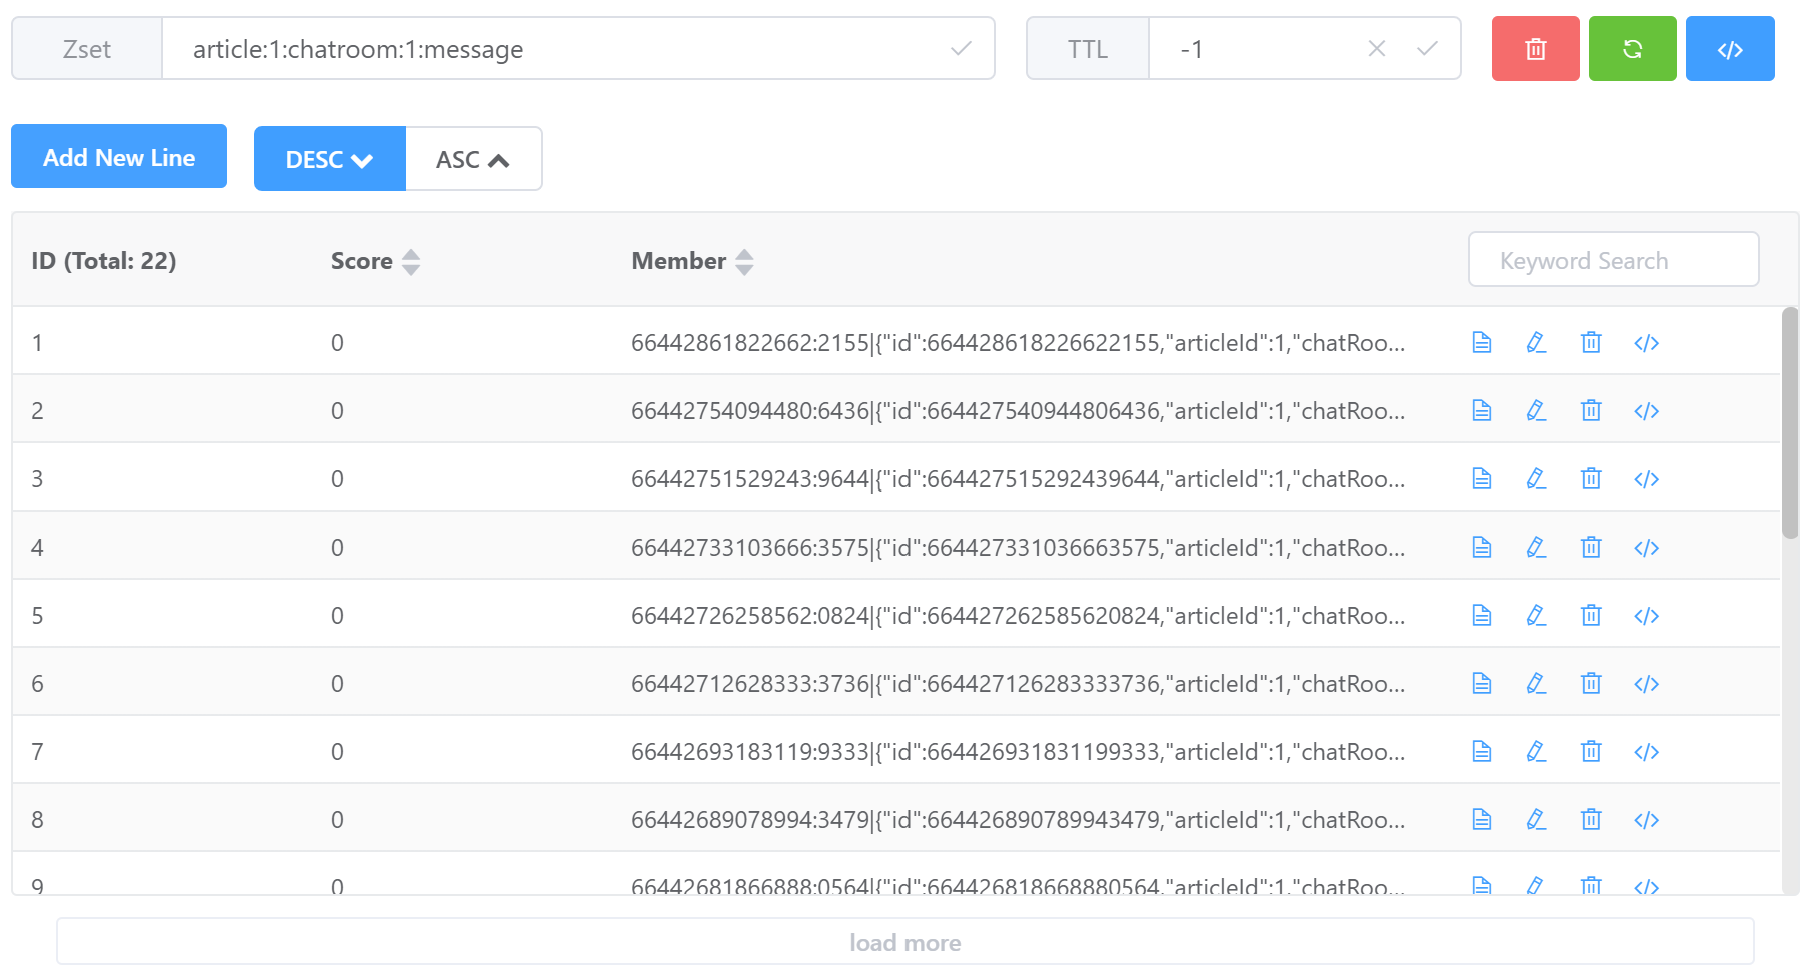 Zset article:1:chatroom:1:message TTL -1 </>
Add New Line DESC ASC
ID (Total: 22) Score Member Keyword Search
1 0 66442861822662:2155|{"id":664428618226622155,"articleId":1,"chatRoo... </>
2 0 66442754094480:6436|{"id":664427540944806436,"articleId":1,"chatRoo... </>
3 0 66442751529243:9644|{"id":664427515292439644,"articleId":1,"chatRoo... </>
4 0 66442733103666:3575|{"id":664427331036663575,"articleId":1,"chatRoo... </>
5 0 66442726258562:0824|{"id":664427262585620824,"articleId":1,"chatRoo... </>
6 0 66442712628333:3736|{"id":664427126283333736,"articleId":1,"chatRoo... </>
7 0 66442693183119:9333|{"id":664426931831199333,"articleId":1,"chatRoo... </>
8 0 66442689078994:3479|{"id":664426890789943479,"articleId":1,"chatRoo... </>
9 0 66442681866888:0564|{"id":664426818668880564,"articleId":1,"chatRoo... </>
load more